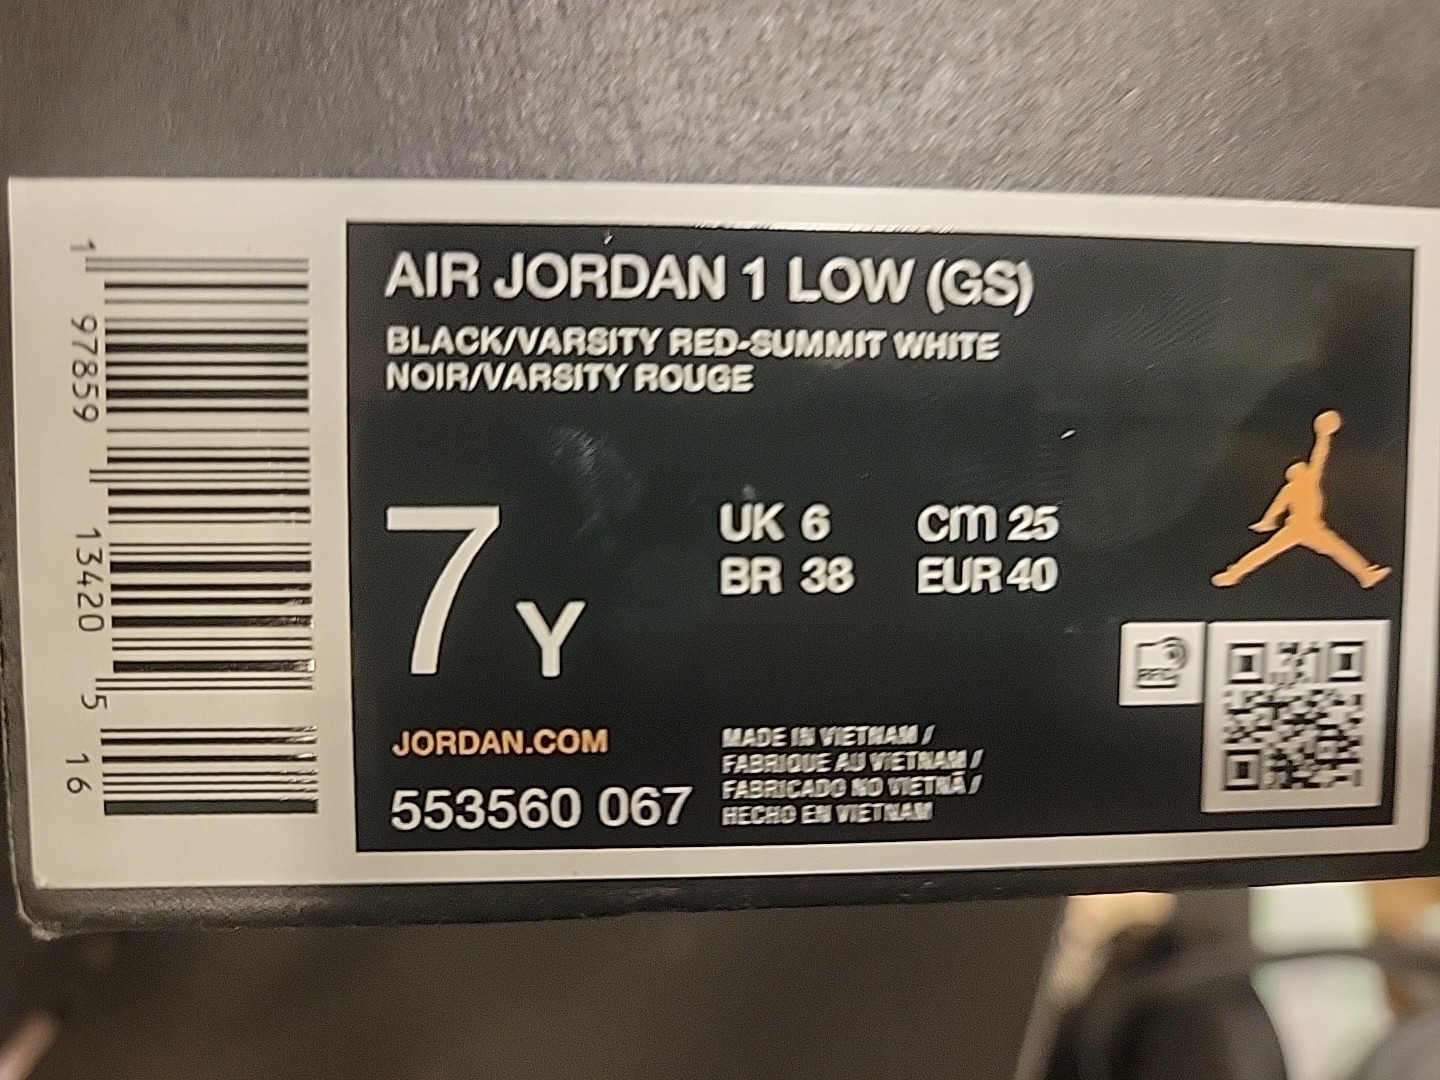 AIR JORDAN 1 LOW (GS)
BLACK/VARSITY RED-SUMMIT WHITE
NOIR/VARSITY ROUGE
7 Y
UK 6 CM 25
BR 38 EUR 40
JORDAN.COM
553560 067
MADE IN VIETNAM /
FABRIQUE AU VIETNAM /
FABRICADO NO VIETNÃ /
HECHO EN VIETNAM
RFID
1 97859 13420 5 16